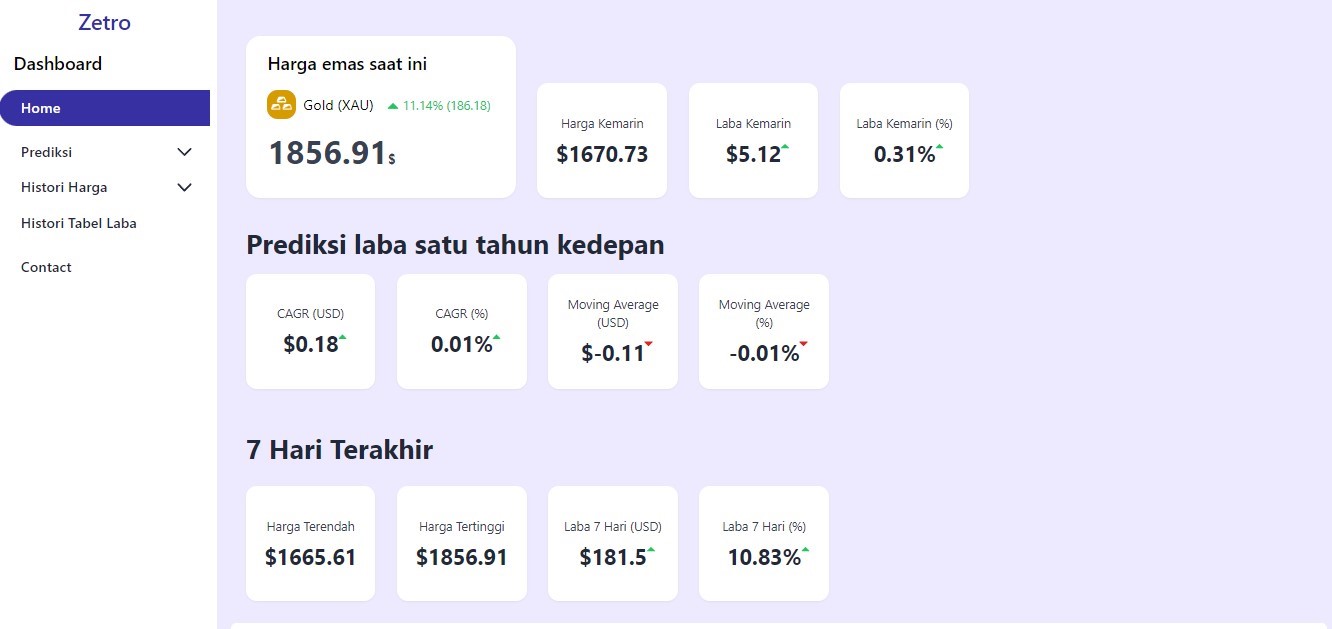 Zetro
Dashboard
Home
Prediksi
Histori Harga
Histori Tabel Laba
Contact
Harga emas saat ini
Gold (XAU) 11.14% (186.18)
1856.91$
Harga Kemarin
$1670.73
Laba Kemarin
$5.12
Laba Kemarin (%)
0.31%
Prediksi laba satu tahun kedepan
CAGR (USD)
$0.18
CAGR (%)
0.01%
Moving Average
(USD)
$-0.11
Moving Average
(%)
-0.01%
7 Hari Terakhir
Harga Terendah
$1665.61
Harga Tertinggi
$1856.91
Laba 7 Hari (USD)
$181.5
Laba 7 Hari (%)
10.83%